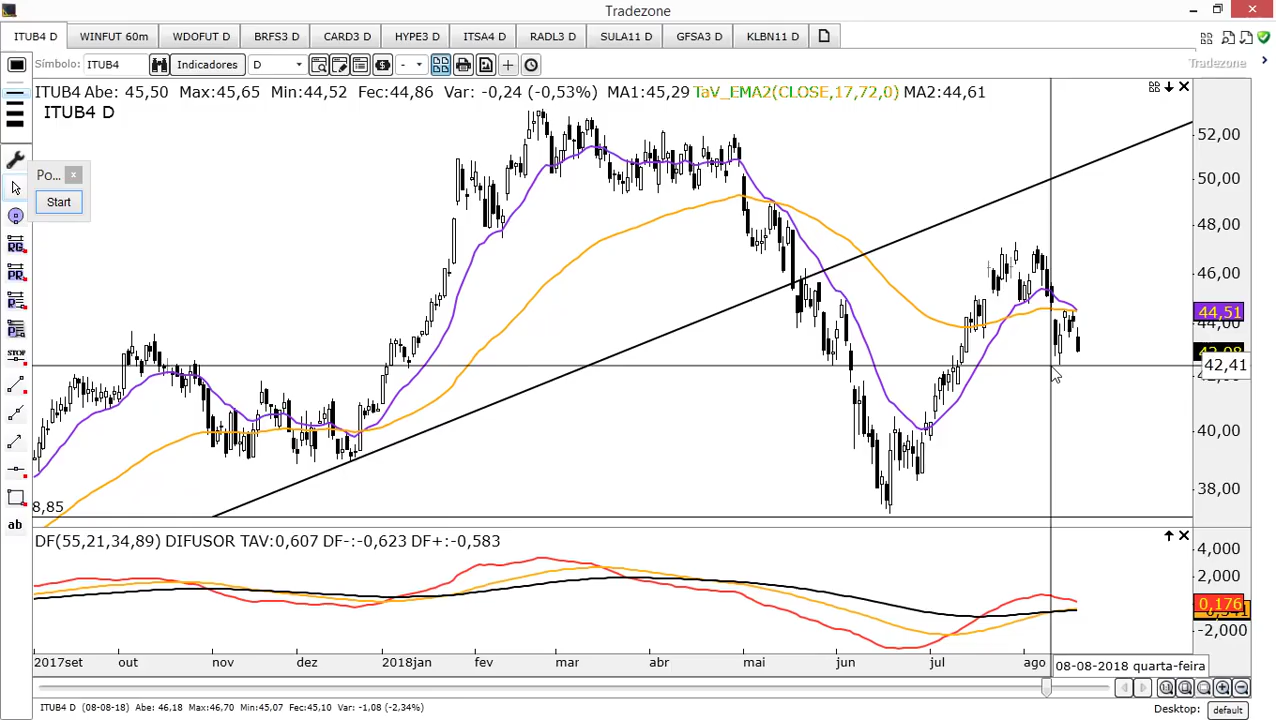 Tradezone
ITUB4 D WINFUT 60m WDOFUT D BRFS3 D CARD3 D HYPE3 D ITSA4 D RADL3 D SULA11 D GFSA3 D KLBN11 D
Símbolo: ITUB4 Indicadores D - Tradezone
ITUB4 Abe: 45,50 Max:45,65 Min:44,52 Fec:44,86 Var: -0,24 (-0,53%) MA1:45,29 TaV_EMA2(CLOSE,17,72,0) MA2:44,61
ITUB4 D
52,00
Po... x
50,00
Start
48,00
46,00
RG
PR
44,51
44,00
STOP
42,41
40,00
38,00
8,85
ab
DF(55,21,34,89) DIFUSOR TAV:0,607 DF-:-0,623 DF+:-0,583
4,000
2,000
0,176
-2,000
2017set out nov dez 2018jan fev mar abr mai jun jul ago 08-08-2018 quarta-feira
ITUB4 D (08-08-18) Abe: 46,18 Max: 46,70 Min: 45,07 Fec: 45,10 Var: -1,08 (-2,34%) Desktop: default